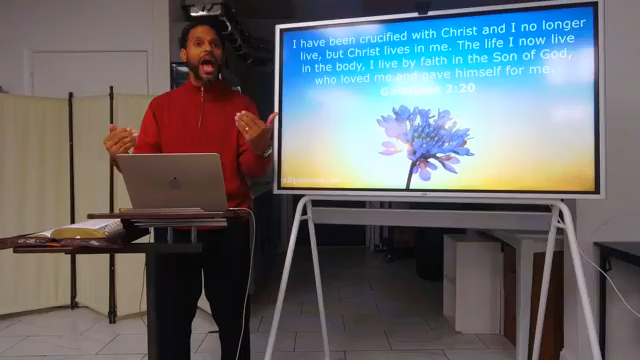 I have been crucified with Christ and I no longer
live, but Christ lives in me. The life I now live
in the body, I live by faith in the Son of God,
who loved me and gave himself for me.
Galatians 2:20